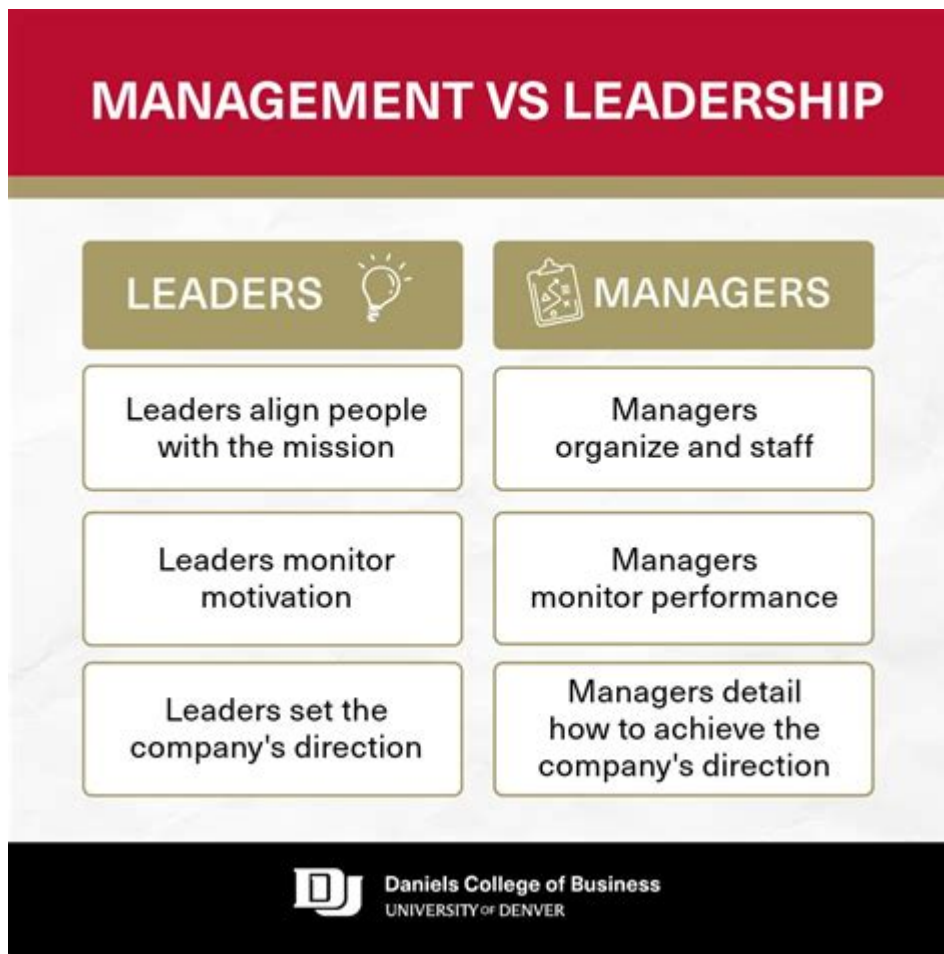 MANAGEMENT VS LEADERSHIP
LEADERS
Leaders align people
with the mission
Leaders monitor
motivation
Leaders set the
company's direction
MANAGERS
Managers
organize and staff
Managers
monitor performance
Managers detail
how to achieve the
company's direction
DU
Daniels College of Business
UNIVERSITY OF DENVER